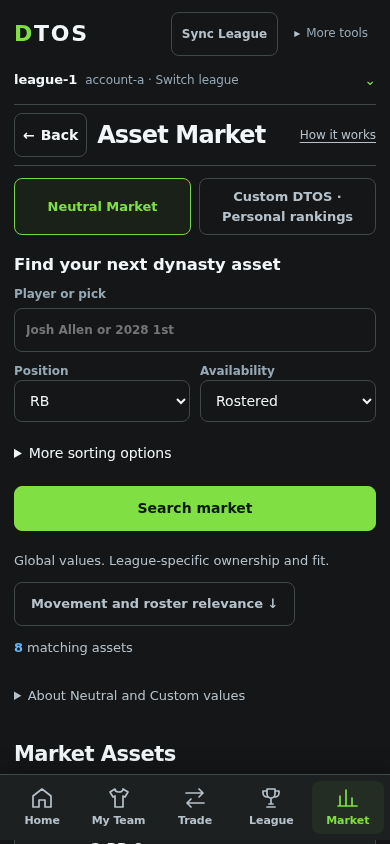 DTOS
Sync League
▸ More tools
league-1 account-a · Switch league
← Back
Asset Market
How it works
Neutral Market
Custom DTOS ·
Personal rankings
Find your next dynasty asset
Player or pick
Josh Allen or 2028 1st
Position
Availability
RB
Rostered
▶ More sorting options
Search market
Global values. League-specific ownership and fit.
Movement and roster relevance ↓
8 matching assets
▶ About Neutral and Custom values
Market Assets
Home
My Team
Trade
League
Market